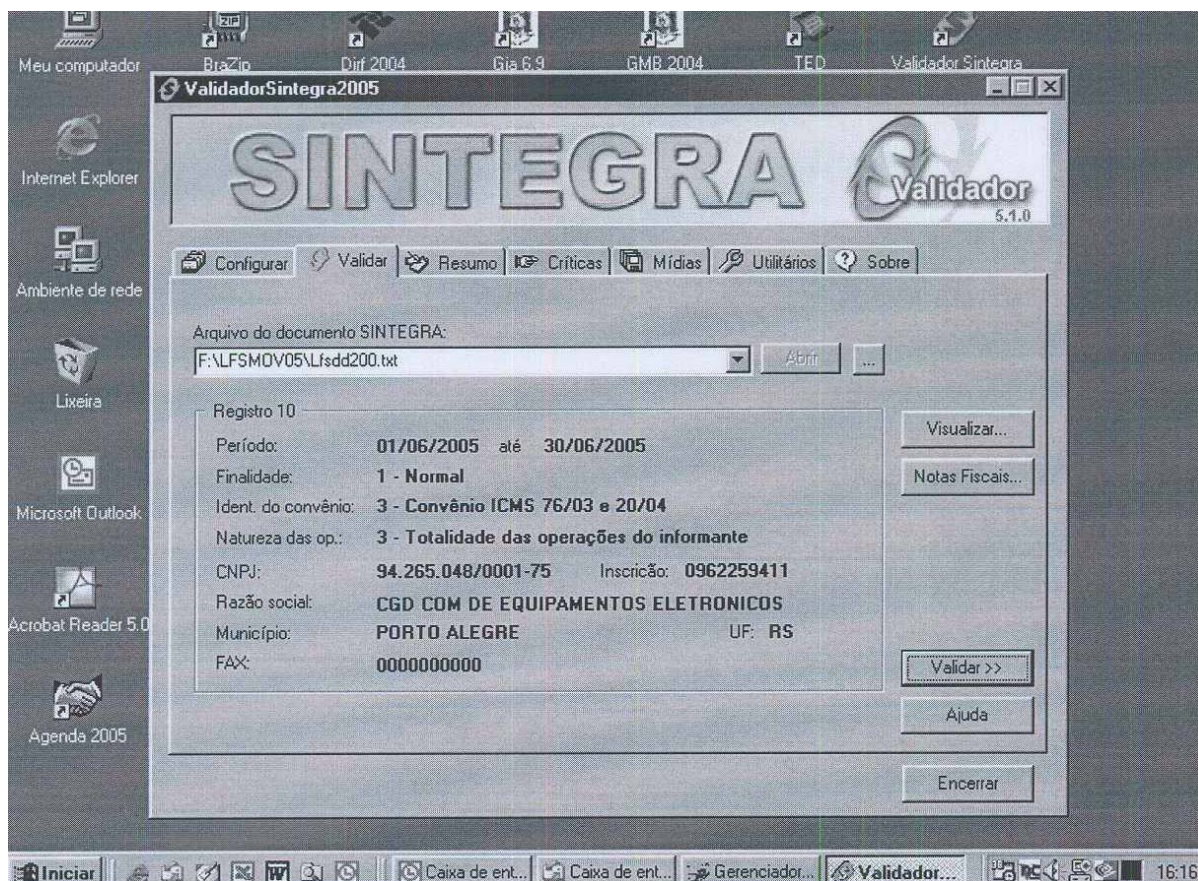 ZIP
Meu computador
BraZip
Dirf 2004
Gia 6.9
GMB 2004
TED
Validador Sintegra
ValidadorSintegra2005
SINTEGRA
Validador
5.1.0
Internet Explorer
Configurar
Validar
Resumo
Críticas
Mídias
Utilitários
Sobre
Ambiente de rede
Arquivo do documento SINTEGRA:
F:\LFSMOV05\Lfsdd200.txt
Abrir
...
Lixeira
Registro 10
Período: 01/06/2005 até 30/06/2005
Visualizar...
Finalidade: 1 - Normal
Notas Fiscais...
Ident. do convênio: 3 - Convênio ICMS 76/03 e 20/04
Microsoft Outlook
Natureza das op.: 3 - Totalidade das operações do informante
CNPJ: 94.265.048/0001-75 Inscricão: 0962259411
Razão social: CGD COM DE EQUIPAMENTOS ELETRONICOS
Acrobat Reader 5.0
Município: PORTO ALEGRE UF: RS
FAX: 0000000000
Validar >>
Ajuda
Agenda 2005
Encerrar
Iniciar
Caixa de ent...
Caixa de ent...
Gerenciador...
Validador...
16:16